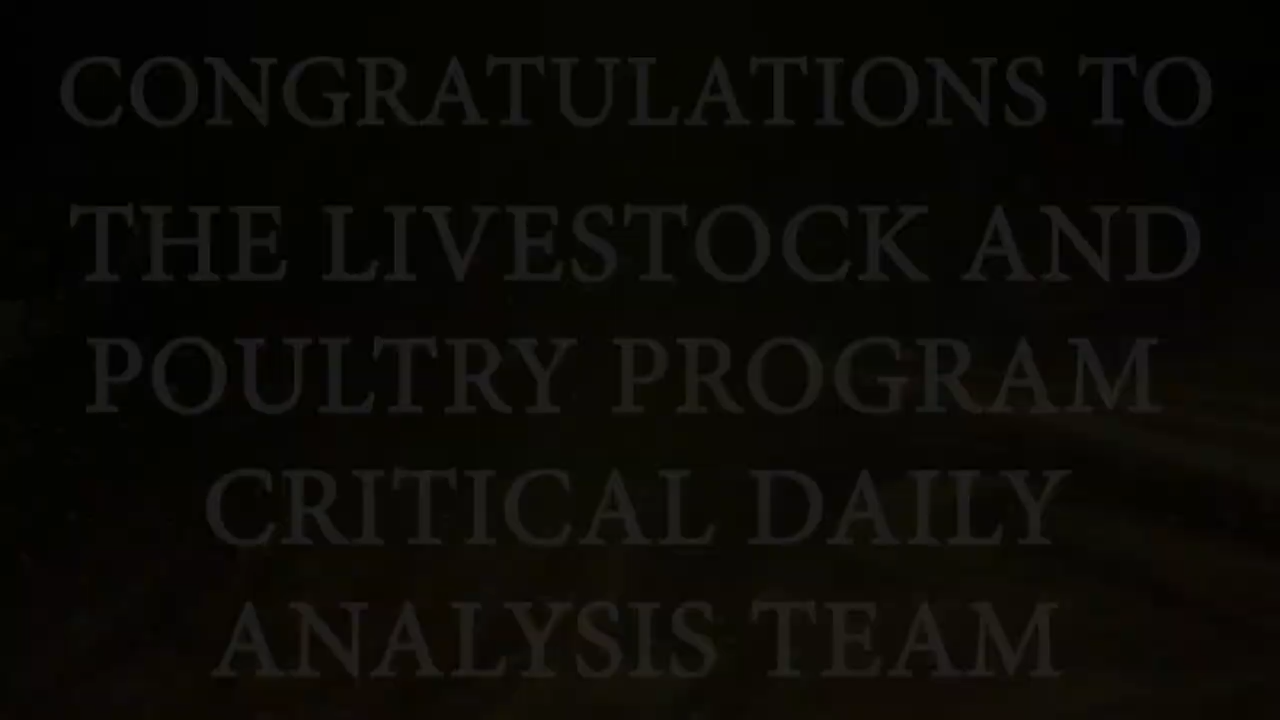 CONGRATULATIONS TO
THE LIVESTOCK AND
POULTRY PROGRAM
CRITICAL DAILY
ANALYSIS TEAM